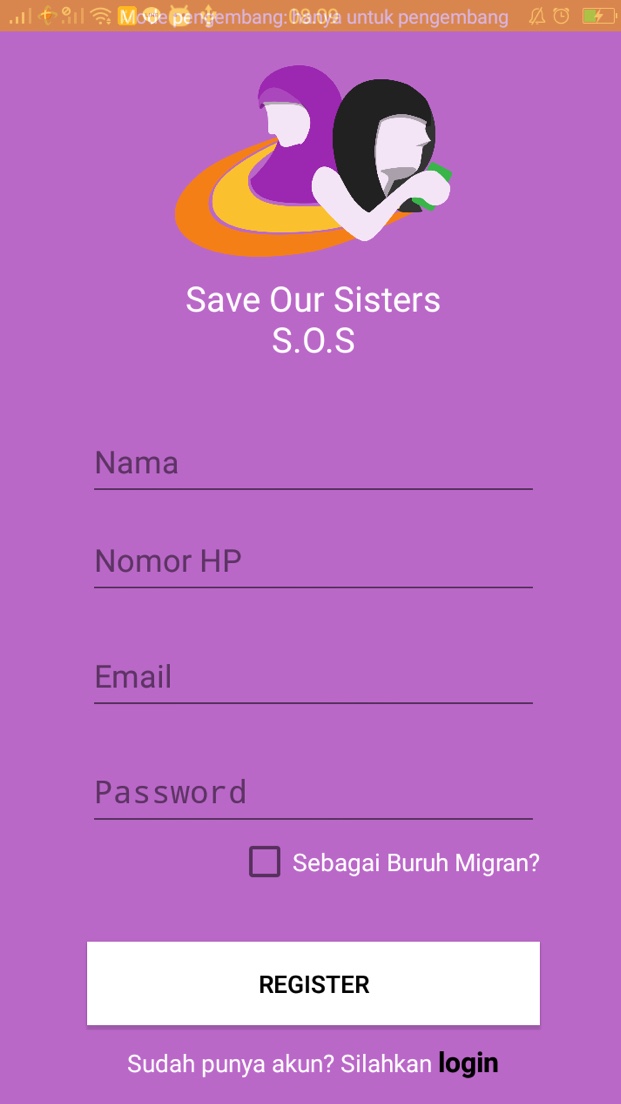 Mode pengembang: hanya untuk pengembang
08:09
Save Our Sisters
S.O.S
Nama
Nomor HP
Email
Password
Sebagai Buruh Migran?
REGISTER
Sudah punya akun? Silahkan login